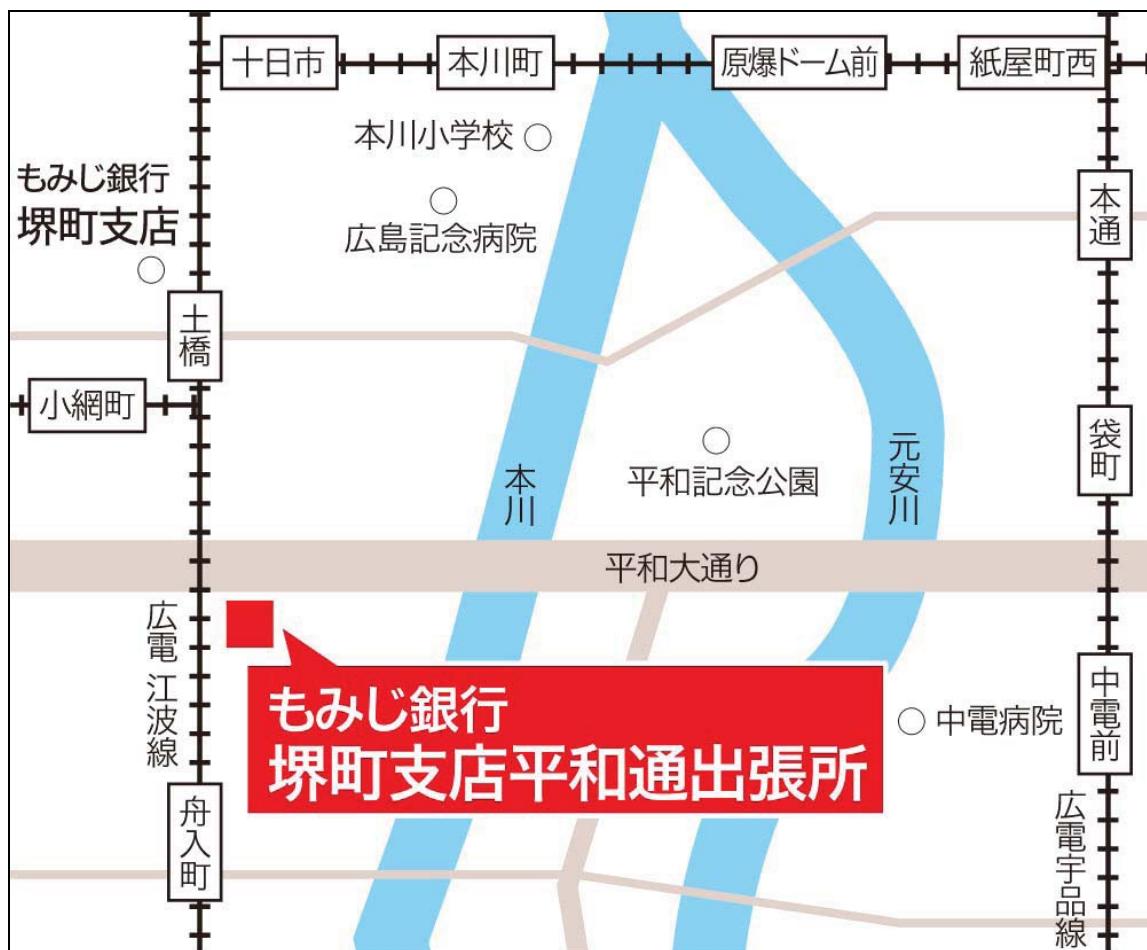 十日市
本川町
原爆ドーム前
紙屋町西
本川小学校
もみじ銀行
堺町支店
広島記念病院
本通
土橋
小網町
袋町
平和記念公園
本川
元安川
平和大通り
広電 江波線
もみじ銀行
堺町支店平和通出張所
中電病院
中電前
舟入町
広電宇品線